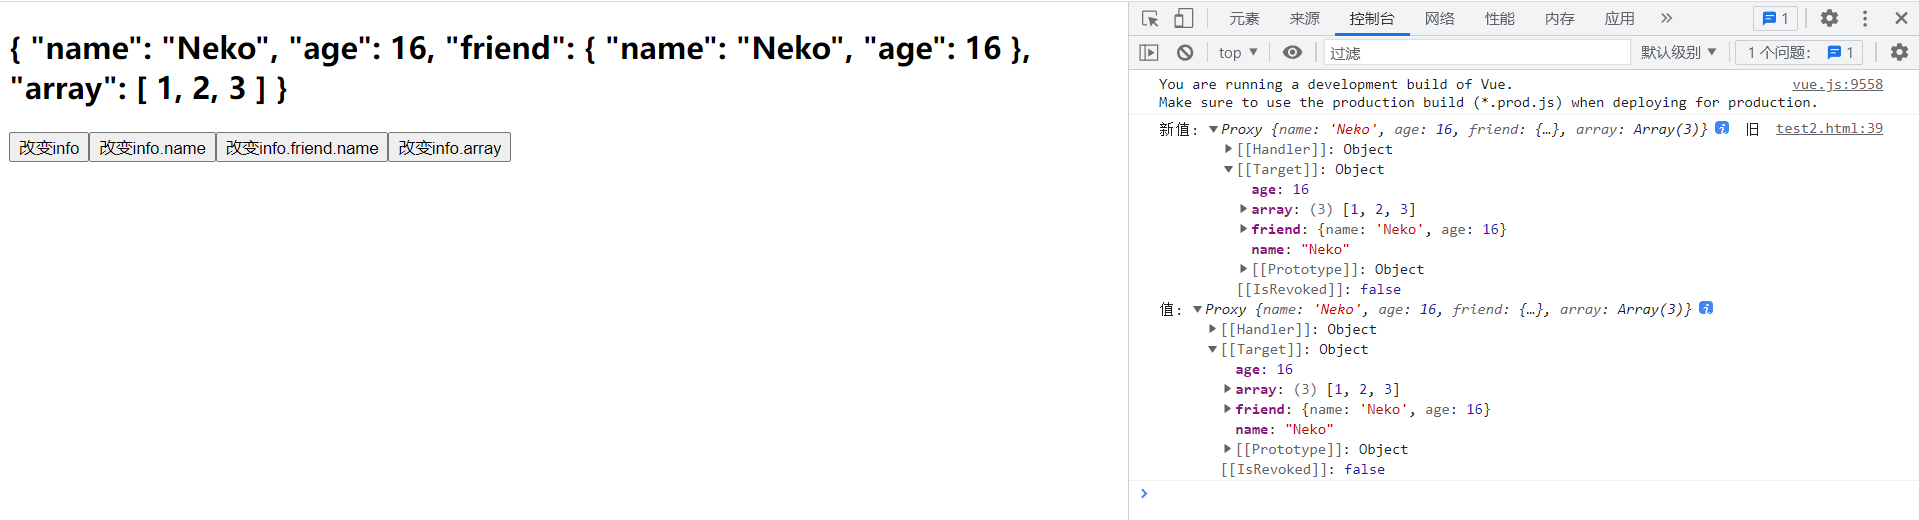 { "name": "Neko", "age": 16, "friend": { "name": "Neko", "age": 16 },
"array": [ 1, 2, 3 ] }
改变info 改变info.name 改变info.friend.name 改变info.array
元素 来源 控制台 网络 性能 内存 应用 » 1
top ▼ 过滤 默认级别 ▼ 1 个问题: 1
You are running a development build of Vue. vue.js:9558
Make sure to use the production build (*.prod.js) when deploying for production.
新值: ▼Proxy {name: 'Neko', age: 16, friend: {…}, array: Array(3)} i 旧 test2.html:39
▶[[Handler]]: Object
▼[[Target]]: Object
age: 16
▶array: (3) [1, 2, 3]
▶friend: {name: 'Neko', age: 16}
name: "Neko"
▶[[Prototype]]: Object
[[IsRevoked]]: false
值: ▼Proxy {name: 'Neko', age: 16, friend: {…}, array: Array(3)} i
▶[[Handler]]: Object
▼[[Target]]: Object
age: 16
▶array: (3) [1, 2, 3]
▶friend: {name: 'Neko', age: 16}
name: "Neko"
▶[[Prototype]]: Object
[[IsRevoked]]: false